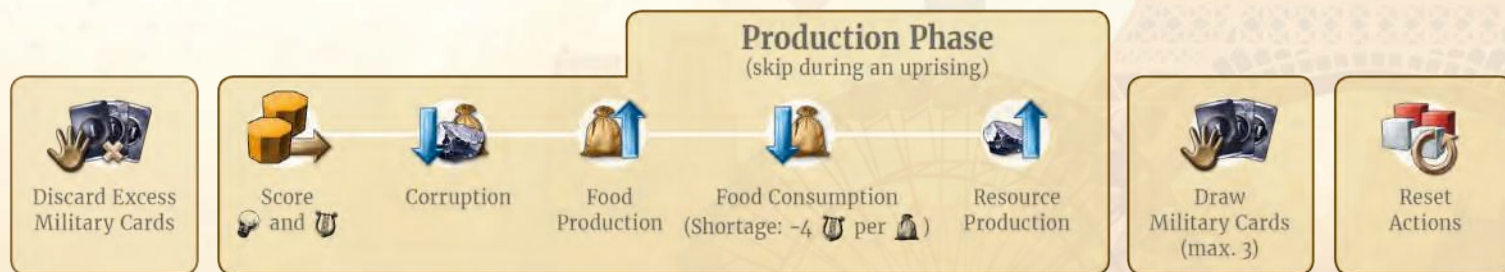 Production Phase
(skip during an uprising)
Discard Excess
Military Cards
Score
and
Corruption
Food
Production
Food Consumption
(Shortage: -4 per )
Resource
Production
Draw
Military Cards
(max. 3)
Reset
Actions